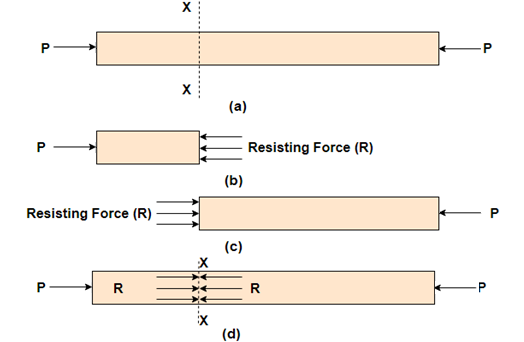 X
P P
X
(a)
P Resisting Force (R)
(b)
Resisting Force (R) P
(c)
X
P R R P
X
(d)